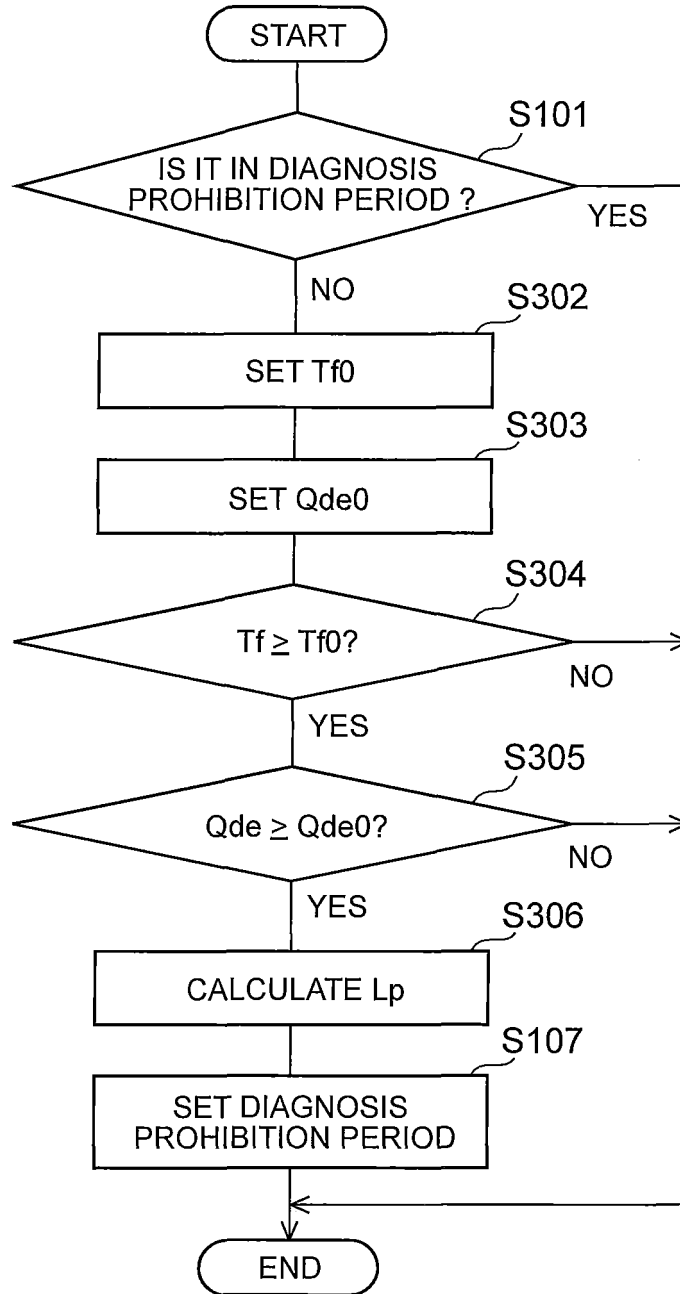 START
S101
IS IT IN DIAGNOSIS
PROHIBITION PERIOD ?
YES
NO
S302
SET Tf0
S303
SET Qde0
S304
Tf ≥ Tf0?
NO
YES
S305
Qde ≥ Qde0?
NO
YES
S306
CALCULATE Lp
S107
SET DIAGNOSIS
PROHIBITION PERIOD
END